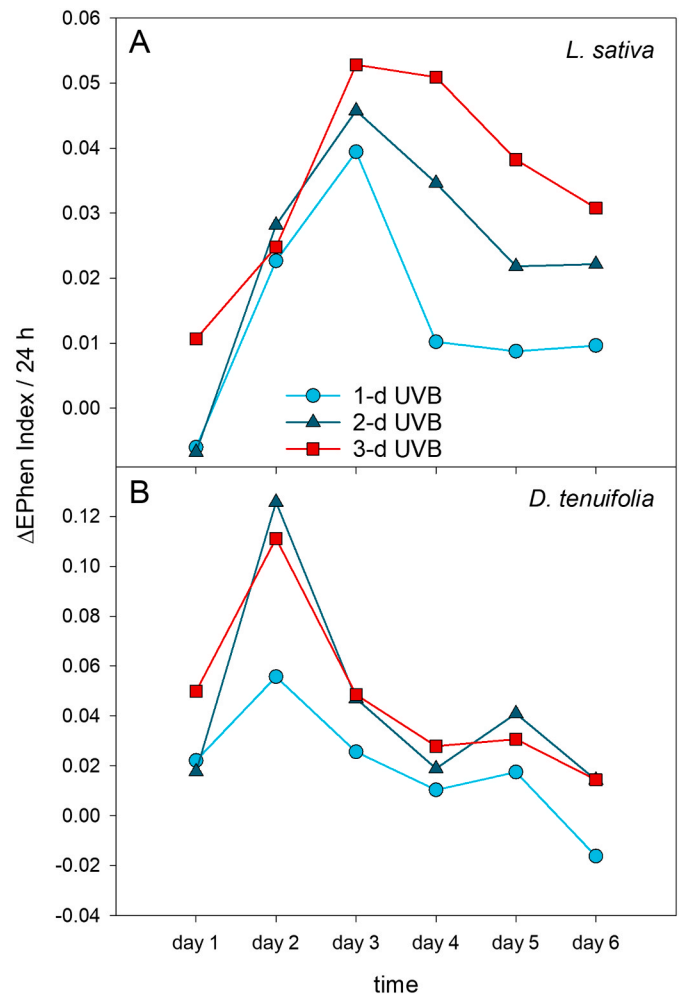 A
L. sativa
0.06
0.05
0.04
0.03
0.02
0.01
0.00
1-d UVB
2-d UVB
3-d UVB
ΔEPhen Index / 24 h
B
D. tenuifolia
0.12
0.10
0.08
0.06
0.04
0.02
0.00
-0.02
-0.04
day 1 day 2 day 3 day 4 day 5 day 6
time